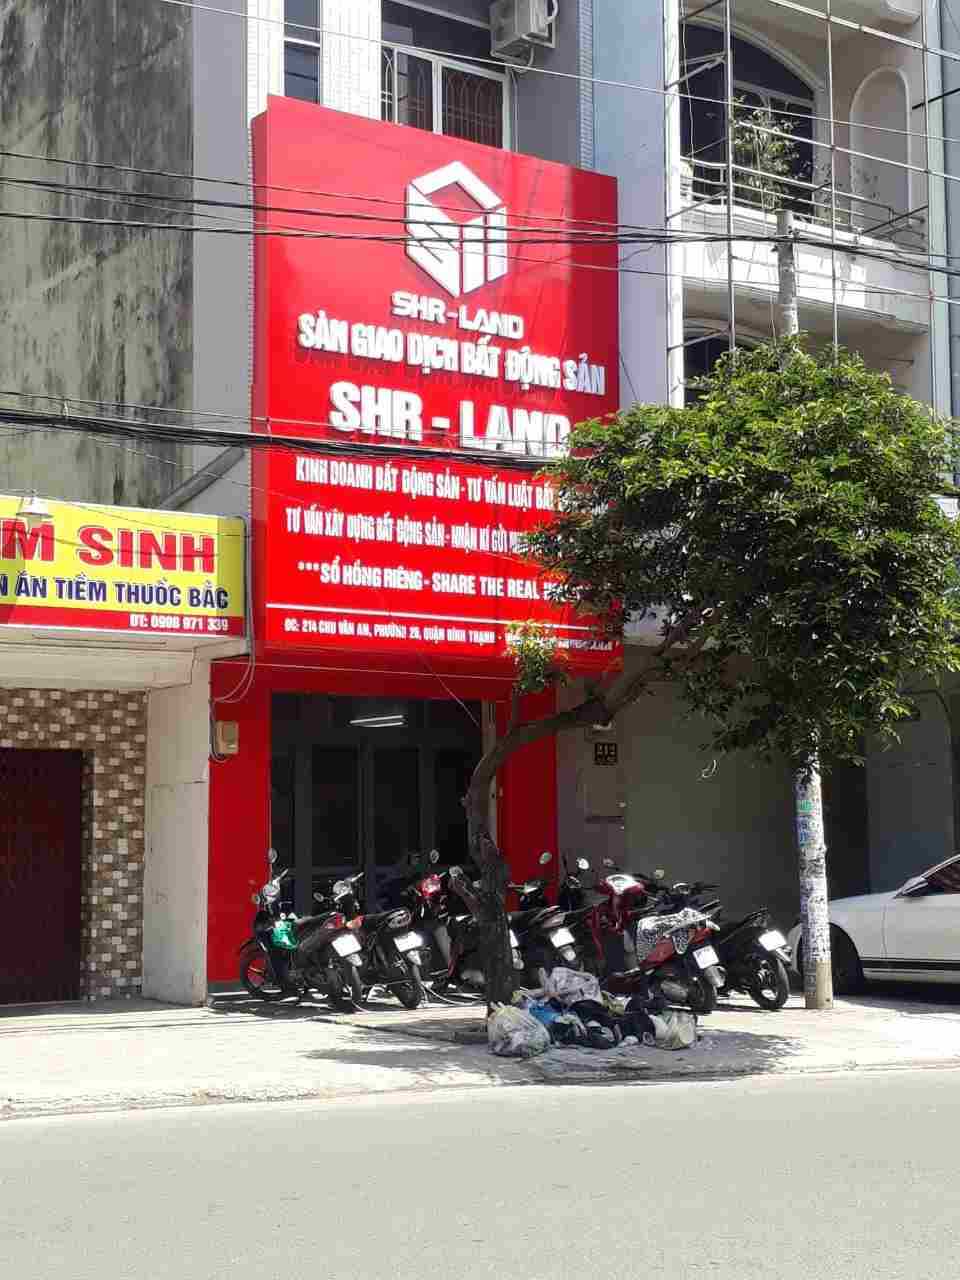 SHR-LAND
SÀN GIAO DỊCH BẤT ĐỘNG SẢN
SHR - LAND
KINH DOANH BẤT ĐỘNG SẢN - TƯ VẤN LUẬT BẤT
TƯ VẤN XÂY DỰNG BẤT ĐỘNG SẢN - NHẬN KÍ GỬI
***SỔ HỒNG RIÊNG - SHARE THE REAL
ĐC: 214 CHU VĂN AN, PHƯỜNG 26, QUẬN BÌNH THẠNH -
M SINH
N ĂN TIỀM THUỐC BẮC
ĐT: 0908 971 339
212